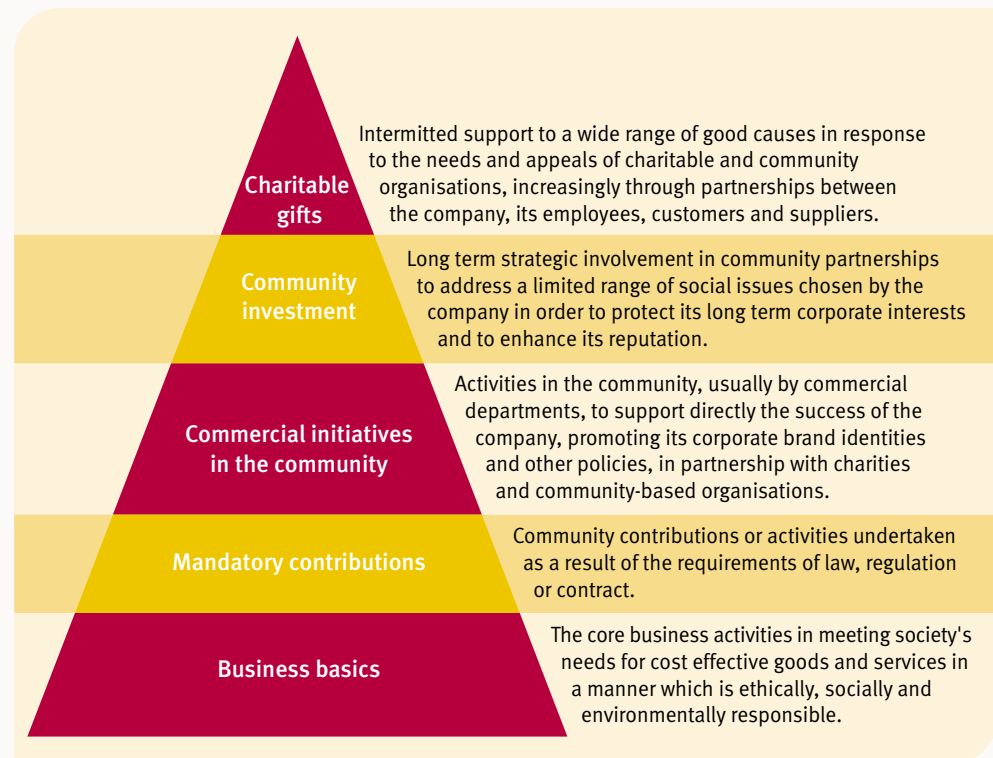 Charitable
gifts
Intermitted support to a wide range of good causes in response
to the needs and appeals of charitable and community
organisations, increasingly through partnerships between
the company, its employees, customers and suppliers.
Community
investment
Long term strategic involvement in community partnerships
to address a limited range of social issues chosen by the
company in order to protect its long term corporate interests
and to enhance its reputation.
Commercial initiatives
in the community
Activities in the community, usually by commercial
departments, to support directly the success of the
company, promoting its corporate brand identities
and other policies, in partnership with charities
and community-based organisations.
Mandatory contributions
Community contributions or activities undertaken
as a result of the requirements of law, regulation
or contract.
Business basics
The core business activities in meeting society's
needs for cost effective goods and services in
a manner which is ethically, socially and
environmentally responsible.